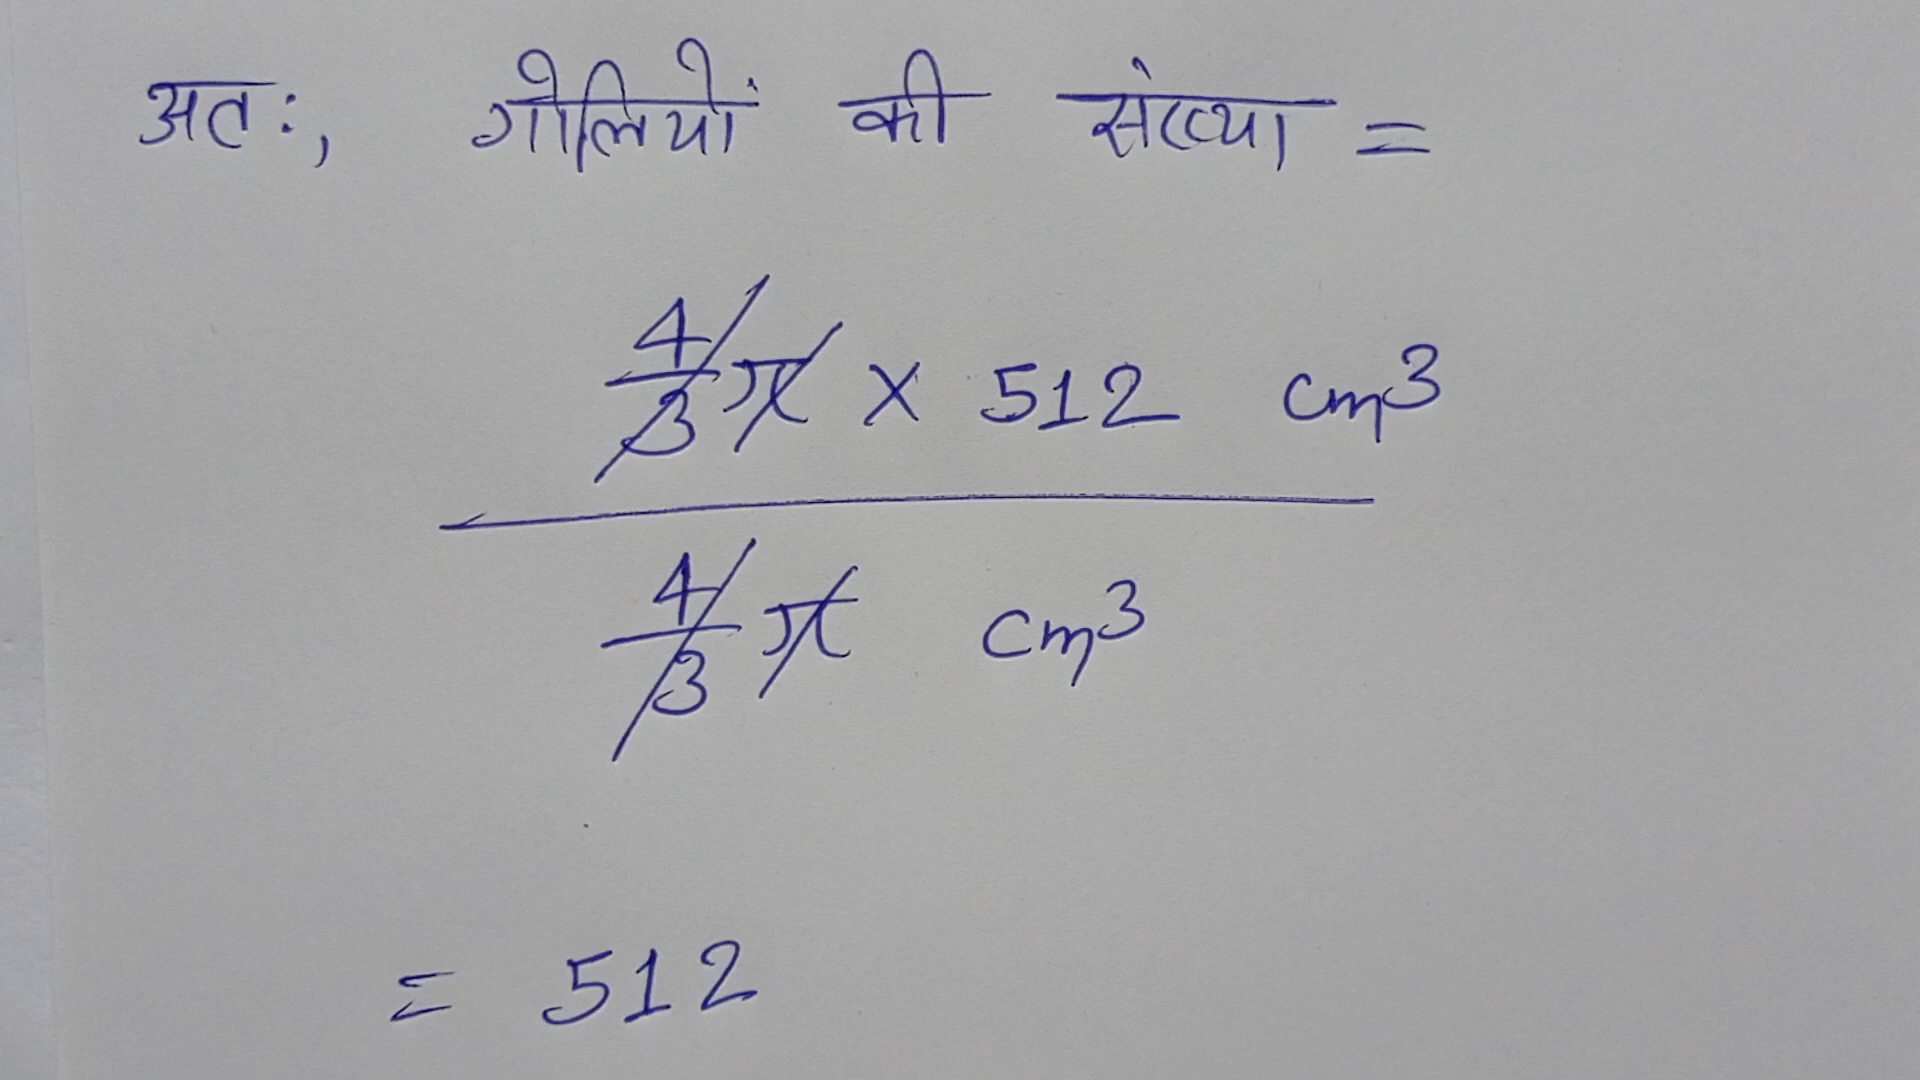 अतः, गोलियों की संख्या =
4/3 π × 512 cm³
4/3 π cm³
= 512